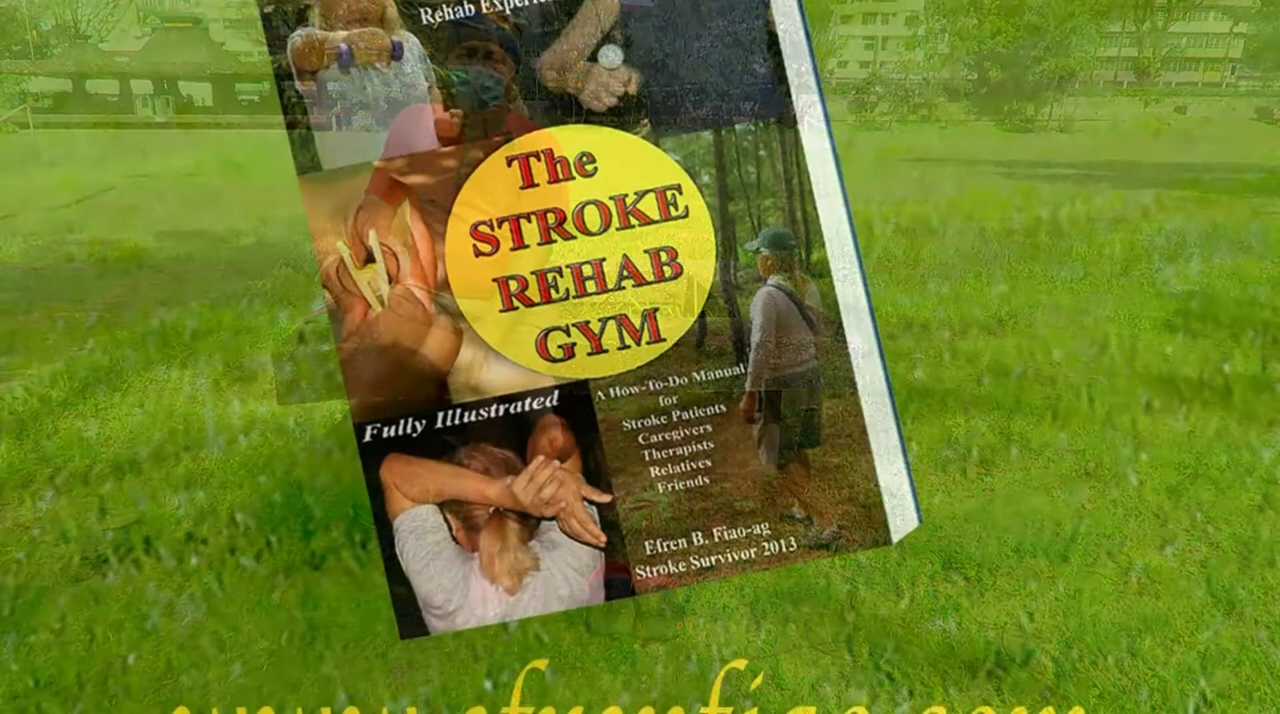 Rehab
The
STROKE
REHAB
GYM
Fully Illustrated
A How-To-Do Manual
for
Stroke Patients
Caregivers
Therapists
Relatives
Friends
Efren B. Fiao-ag
Stroke Survivor 2013